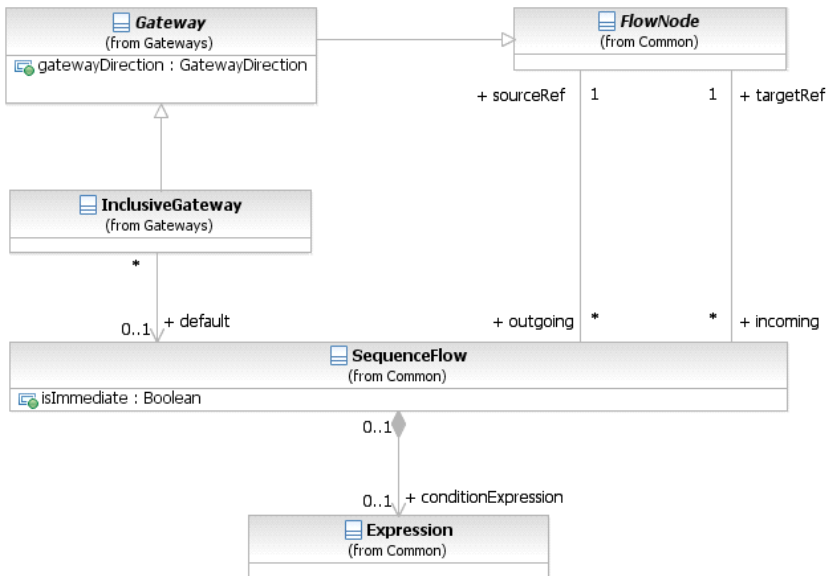 Gateway
(from Gateways)
gatewayDirection : GatewayDirection
FlowNode
(from Common)
+ sourceRef 1 1 + targetRef
InclusiveGateway
(from Gateways)
*
0..1 + default
+ outgoing * * + incoming
SequenceFlow
(from Common)
isImmediate : Boolean
0..1
0..1 + conditionExpression
Expression
(from Common)